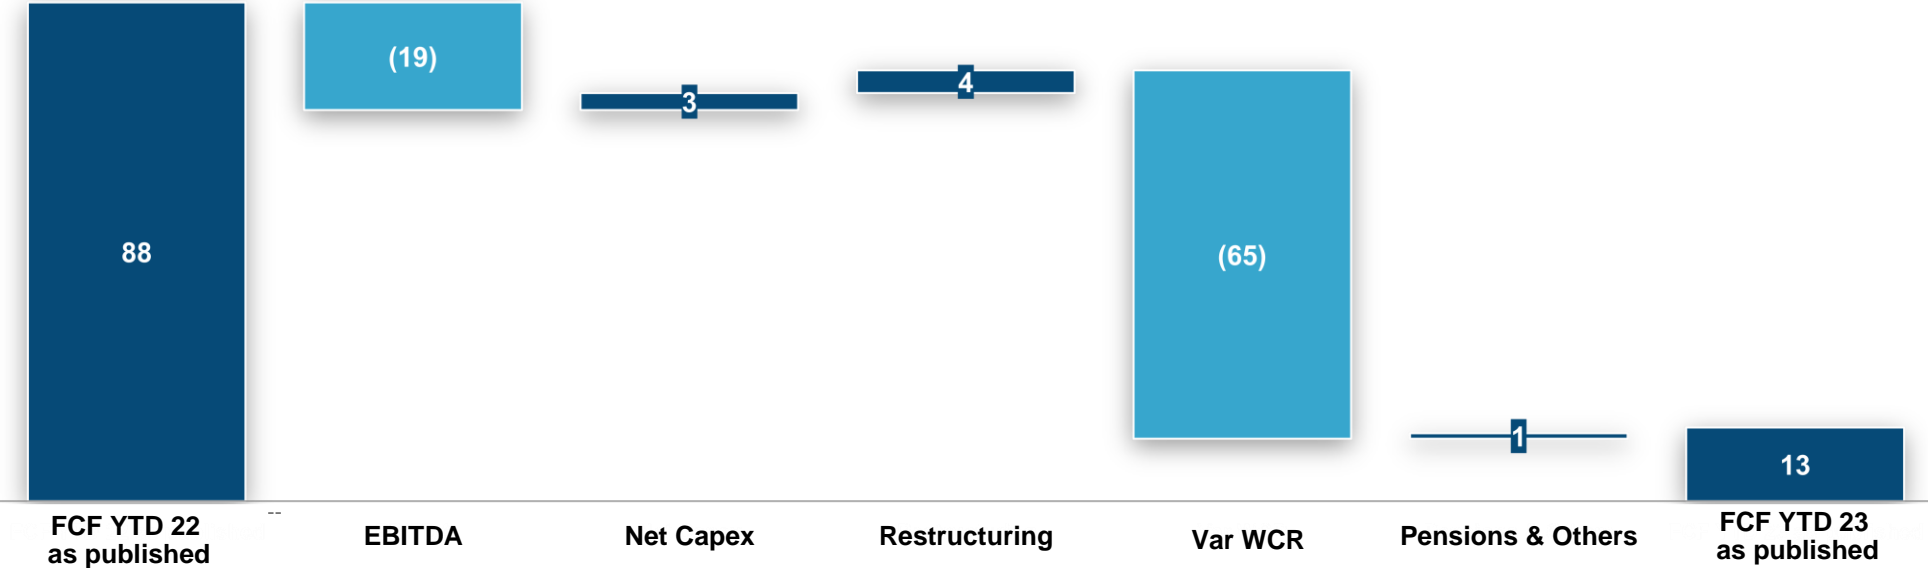 88
(19)
3
4
(65)
1
13
FCF YTD 22
as published
--
EBITDA
Net Capex
Restructuring
Var WCR
Pensions & Others
FCF YTD 23
as published